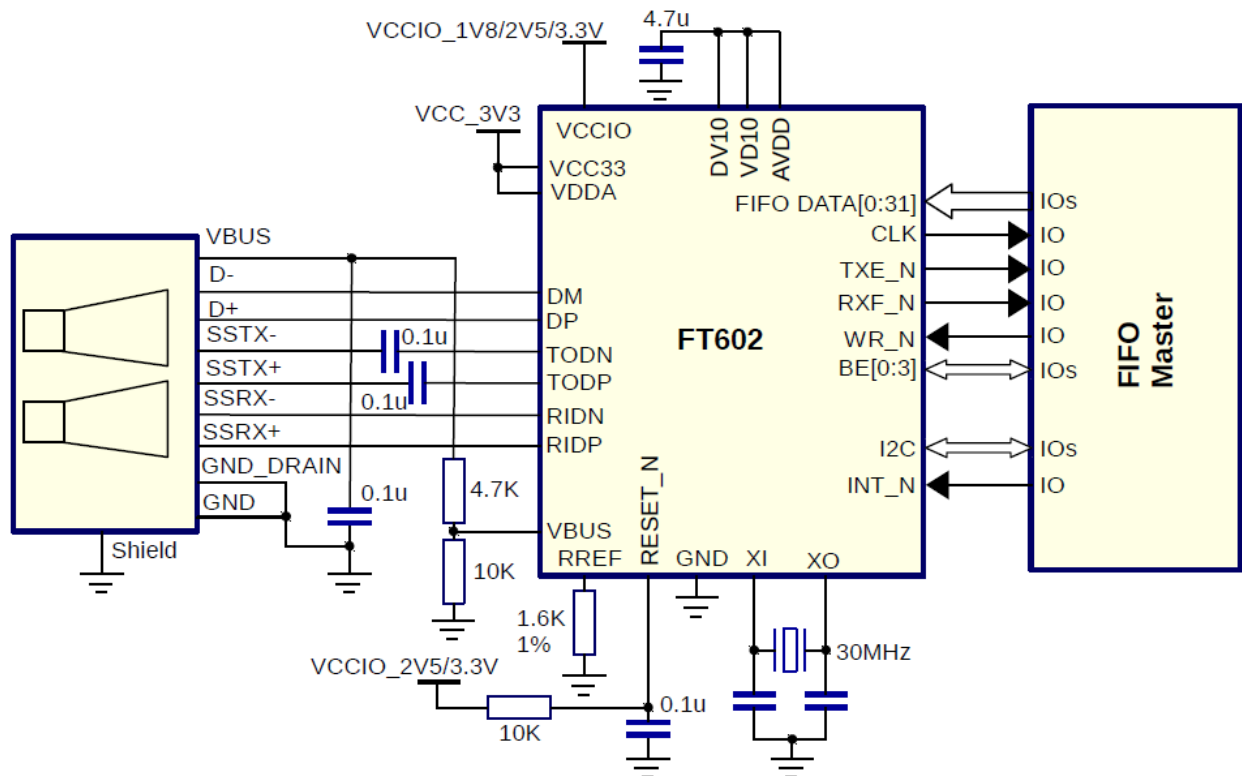 4.7u
VCCIO_1V8/2V5/3.3V
VCC_3V3
VCCIO
VCC33
VDDA
DV10
VD10
AVDD
FIFO DATA[0:31]
CLK
TXE_N
RXF_N
WR_N
BE[0:3]
I2C
INT_N
IOs
IO
IO
IO
IO
IOs
IOs
IO
FIFO
Master
FT602
VBUS
D-
D+
SSTX-
SSTX+
SSRX-
SSRX+
GND_DRAIN
GND
Shield
0.1u
0.1u
0.1u
4.7K
10K
DM
DP
TODN
TODP
RIDN
RIDP
VBUS
RREF
RESET_N
GND
XI
XO
1.6K
1%
30MHz
VCCIO_2V5/3.3V
10K
0.1u